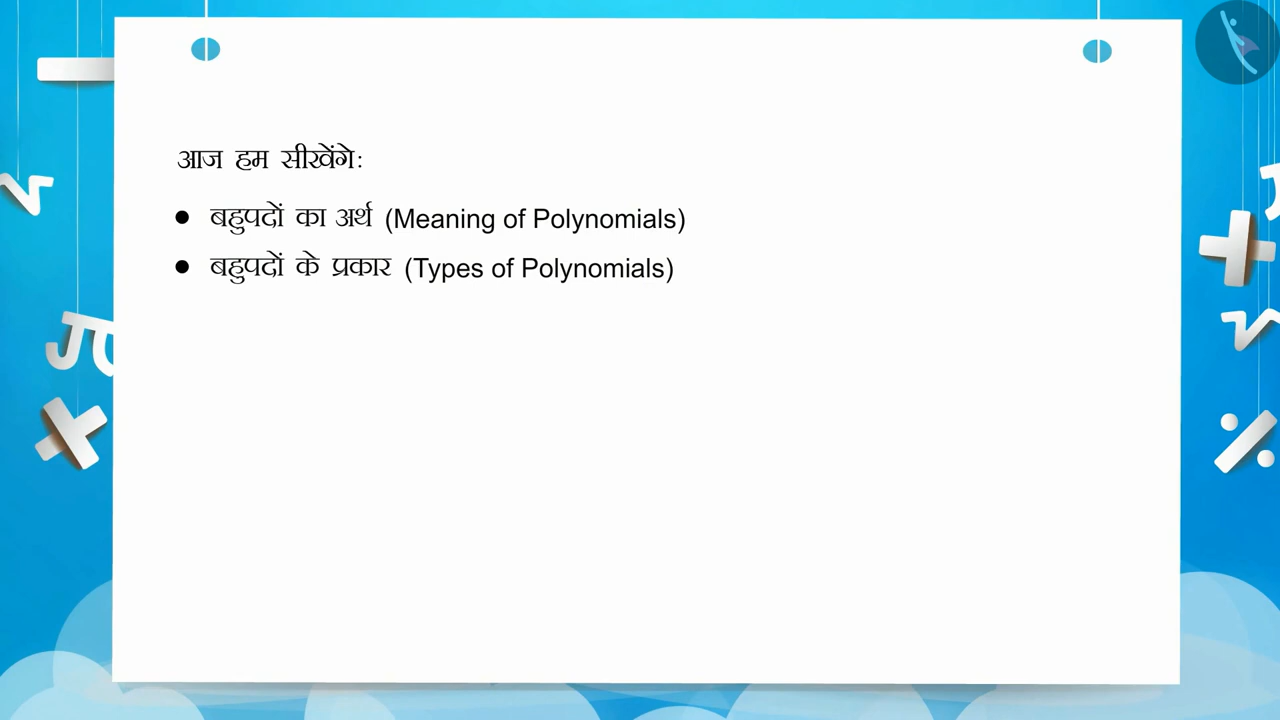 आज हम सीखेंगे:
● बहुपदों का अर्थ (Meaning of Polynomials)
● बहुपदों के प्रकार (Types of Polynomials)